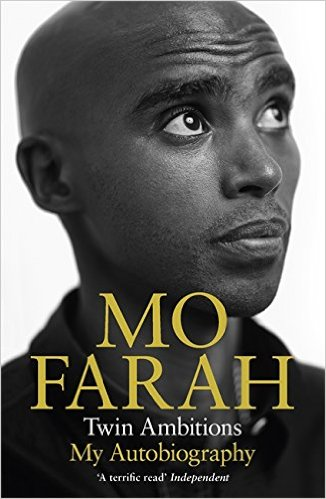 MO
FARAH
Twin Ambitions
My Autobiography
'A terrific read' Independent